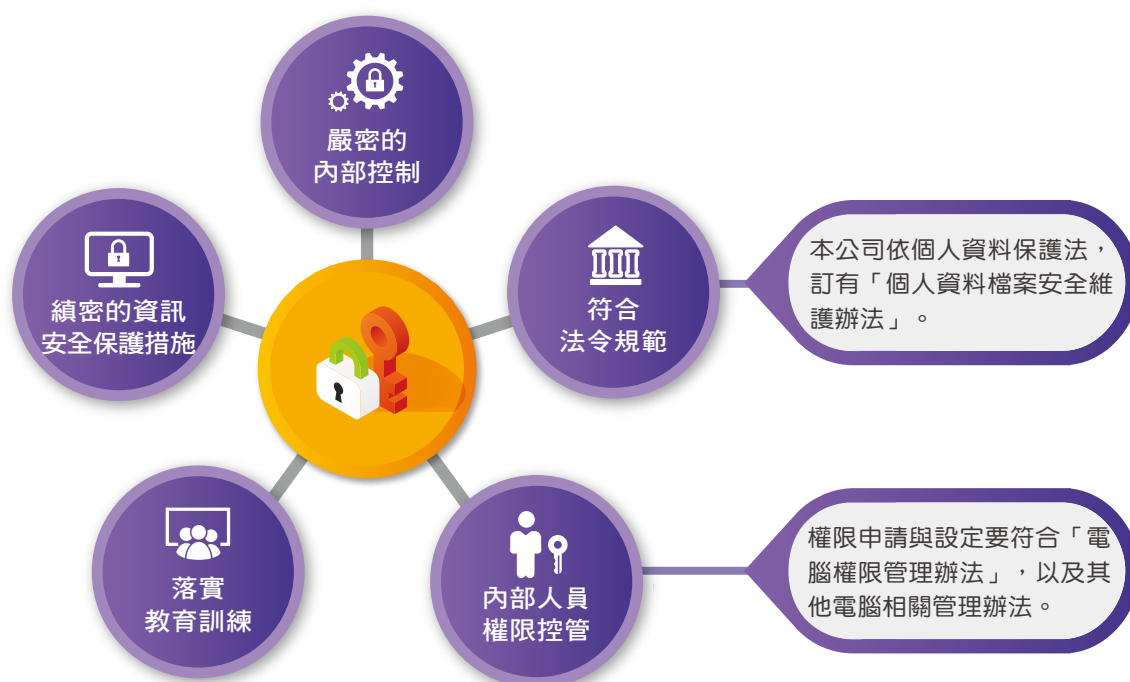 嚴密的
內部控制
縝密的資訊
安全保護措施
符合
法令規範
本公司依個人資料保護法，
訂有「個人資料檔案安全維
護辦法」。
落實
教育訓練
內部人員
權限控管
權限申請與設定要符合「電
腦權限管理辦法」，以及其
他電腦相關管理辦法。